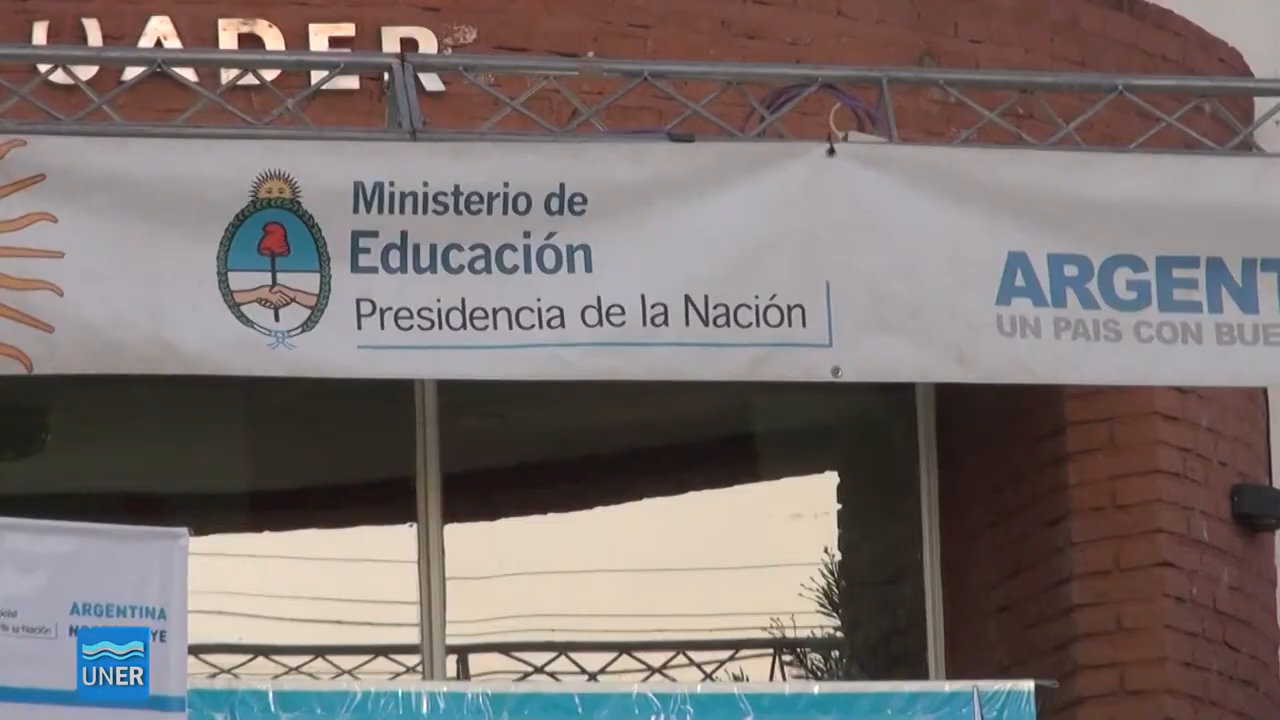 UADER
Ministerio de
Educación
Presidencia de la Nación
ARGENT
UN PAIS CON BUE
ARGENTINA
UNER